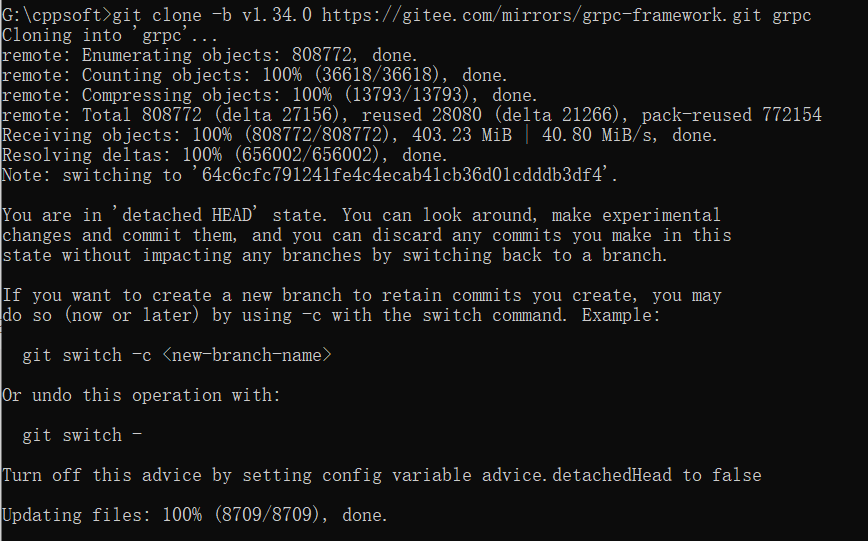 G:\cppsoft>git clone -b v1.34.0 https://gitee.com/mirrors/grpc-framework.git grpc
Cloning into 'grpc'...
remote: Enumerating objects: 808772, done.
remote: Counting objects: 100% (36618/36618), done.
remote: Compressing objects: 100% (13793/13793), done.
remote: Total 808772 (delta 27156), reused 28080 (delta 21266), pack-reused 772154
Receiving objects: 100% (808772/808772), 403.23 MiB | 40.80 MiB/s, done.
Resolving deltas: 100% (656002/656002), done.
Note: switching to '64c6cfc791241fe4c4ecab41cb36d01cdddb3df4'.
You are in 'detached HEAD' state. You can look around, make experimental
changes and commit them, and you can discard any commits you make in this
state without impacting any branches by switching back to a branch.
If you want to create a new branch to retain commits you create, you may
do so (now or later) by using -c with the switch command. Example:
git switch -c <new-branch-name>
Or undo this operation with:
git switch -
Turn off this advice by setting config variable advice.detachedHead to false
Updating files: 100% (8709/8709), done.